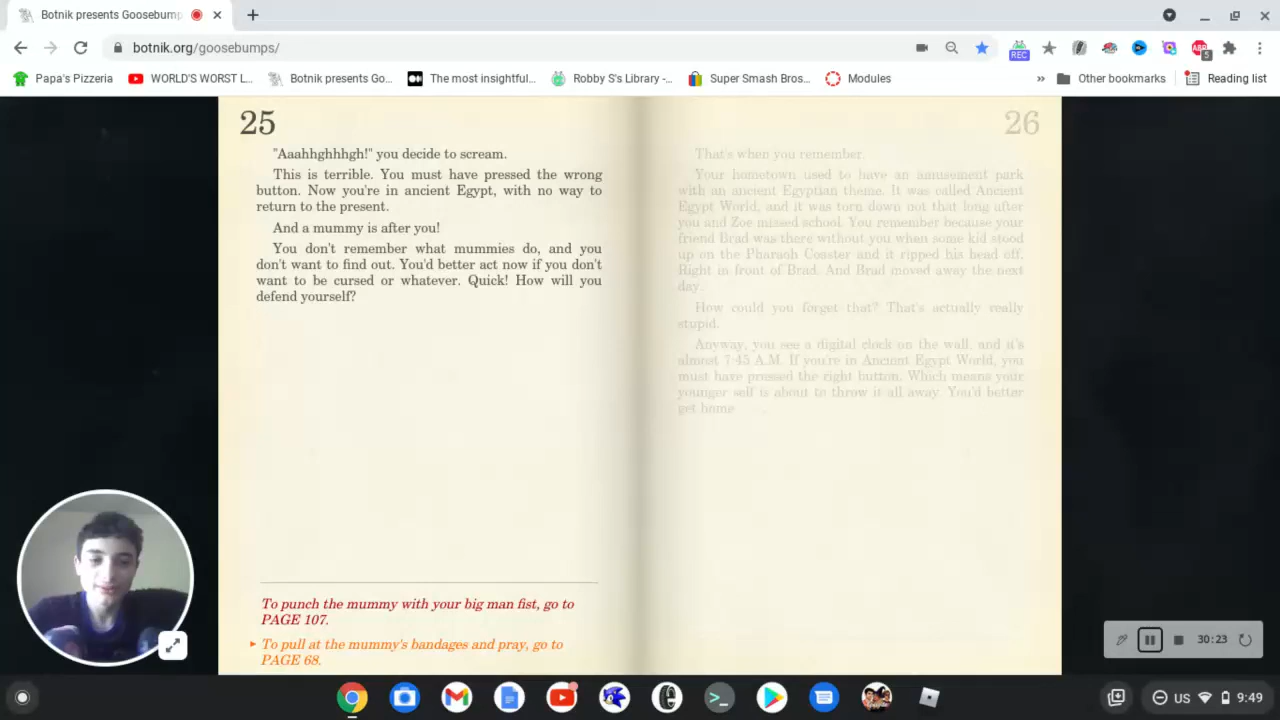 Botnik presents Goosebump
botnik.org/goosebumps/
REC
ABP
5
Papa's Pizzeria
WORLD'S WORST L...
Botnik presents Go...
The most insightful...
Robby S's Library -...
Super Smash Bros...
Modules
»
Other bookmarks
Reading list
25
"Aaahhghhhgh!" you decide to scream.
This is terrible. You must have pressed the wrong
button. Now you're in ancient Egypt, with no way to
return to the present.
And a mummy is after you!
You don't remember what mummies do, and you
don't want to find out. You'd better act now if you don't
want to be cursed or whatever. Quick! How will you
defend yourself?
To punch the mummy with your big man fist, go to
PAGE 107.
To pull at the mummy's bandages and pray, go to
PAGE 68.
26
That's when you remember.
Your hometown used to have an amusement park
with an ancient Egyptian theme. It was called Ancient
Egypt World, and it was torn down not that long after
you and Zoe missed school. You remember because your
friend Brad was there without you when some kid stood
up on the Pharaoh Coaster and it ripped his head off.
Right in front of Brad. And Brad moved away the next
day.
How could you forget that? That's actually really
stupid.
Anyway, you see a digital clock on the wall, and it's
almost 7:45 A.M. If you're in Ancient Egypt World, you
must have pressed the right button. Which means your
younger self is about to throw it all away. You'd better
get home
30:23
US
9:49